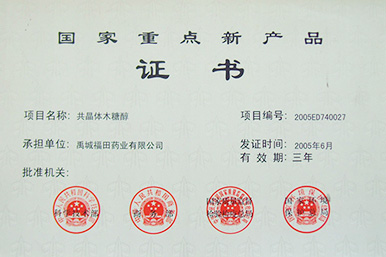 国家重点新产品
证书
项目名称: 共晶体木糖醇 项目编号: 2005ED740027
承担单位: 禹城福田药业有限公司 发证时间: 2005年6月
有效期: 三年
批准机关: